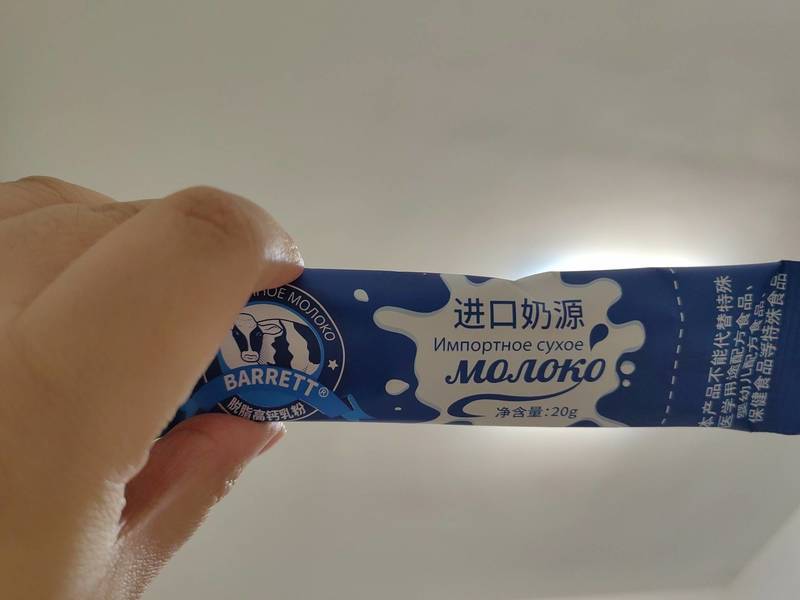 МОЛОКО
BARRETT®
脱脂高钙乳粉
进口奶源
Импортное сухое
молоко
净含量：20g
本产品不能代替特殊
医学用途配方食品、
婴幼儿配方食品、
保健食品等特殊食品